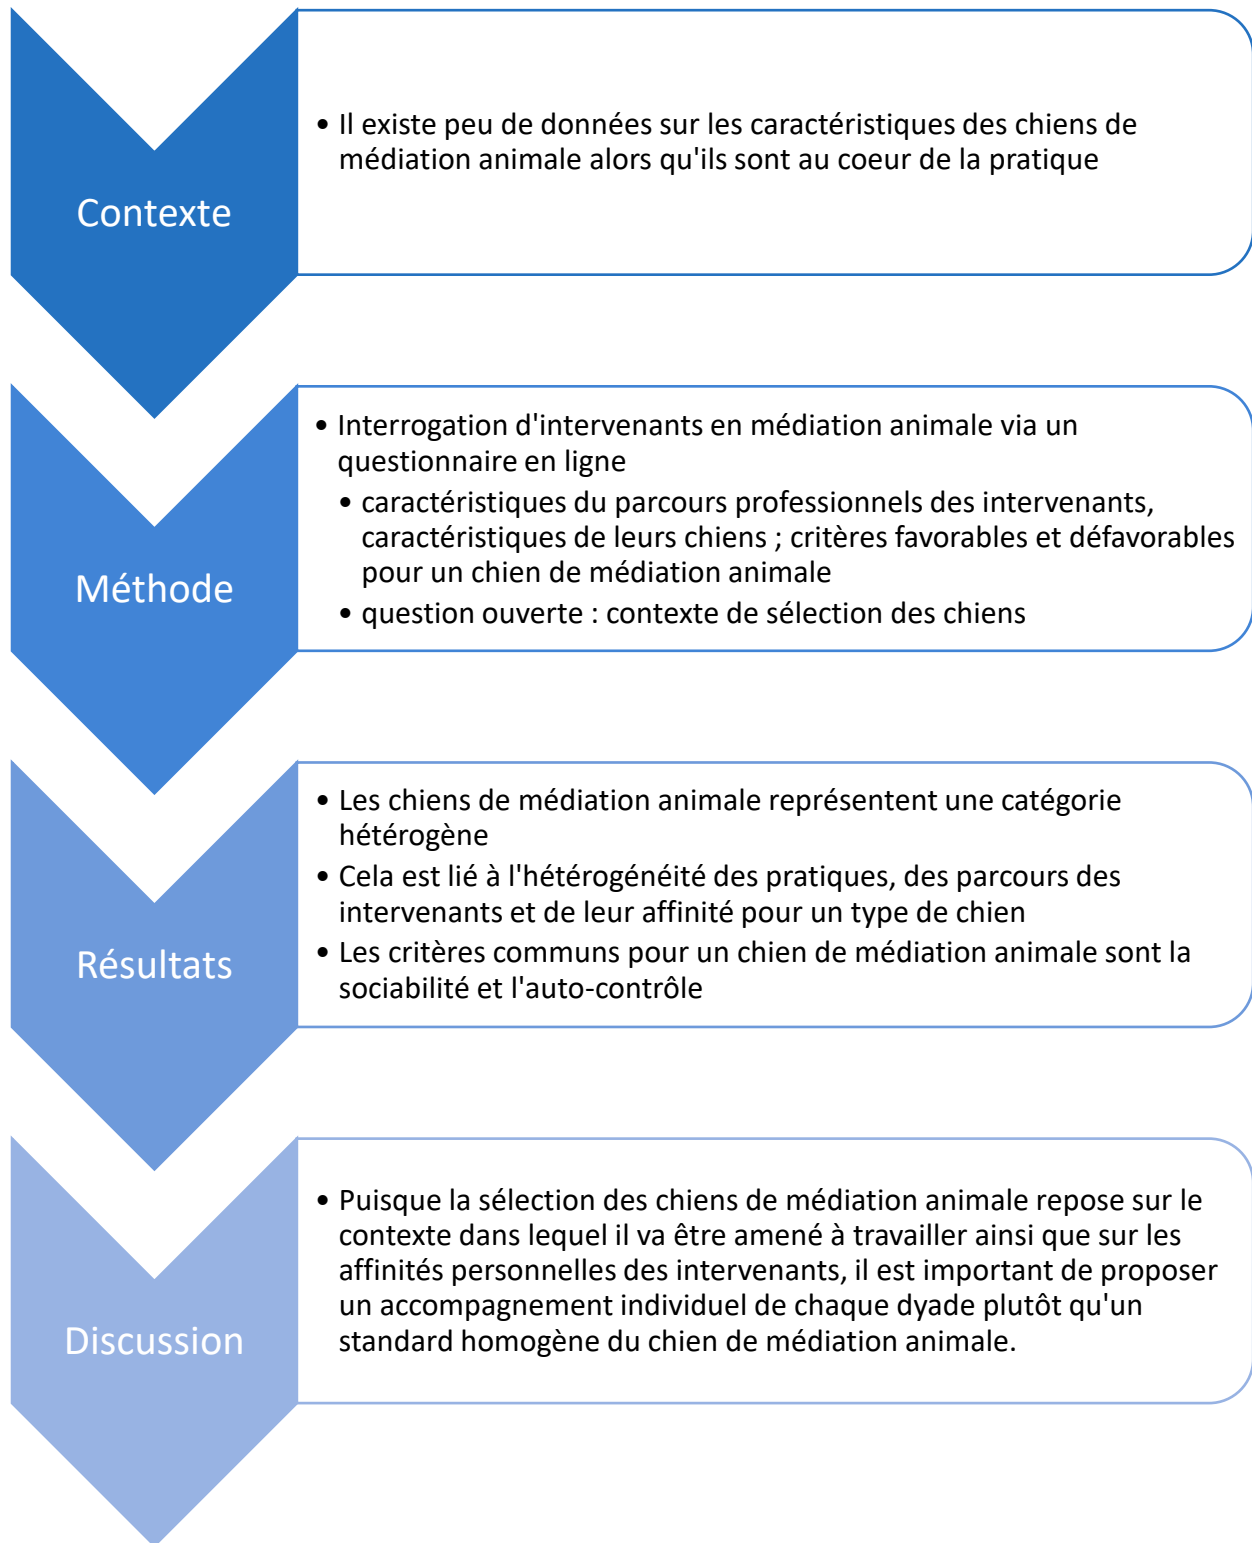 Contexte
• Il existe peu de données sur les caractéristiques des chiens de
médiation animale alors qu'ils sont au coeur de la pratique
Méthode
• Interrogation d'intervenants en médiation animale via un
questionnaire en ligne
• caractéristiques du parcours professionnels des intervenants,
caractéristiques de leurs chiens ; critères favorables et défavorables
pour un chien de médiation animale
• question ouverte : contexte de sélection des chiens
Résultats
• Les chiens de médiation animale représentent une catégorie
hétérogène
• Cela est lié à l'hétérogénéité des pratiques, des parcours des
intervenants et de leur affinité pour un type de chien
• Les critères communs pour un chien de médiation animale sont la
sociabilité et l'auto-contrôle
Discussion
• Puisque la sélection des chiens de médiation animale repose sur le
contexte dans lequel il va être amené à travailler ainsi que sur les
affinités personnelles des intervenants, il est important de proposer
un accompagnement individuel de chaque dyade plutôt qu'un
standard homogène du chien de médiation animale.